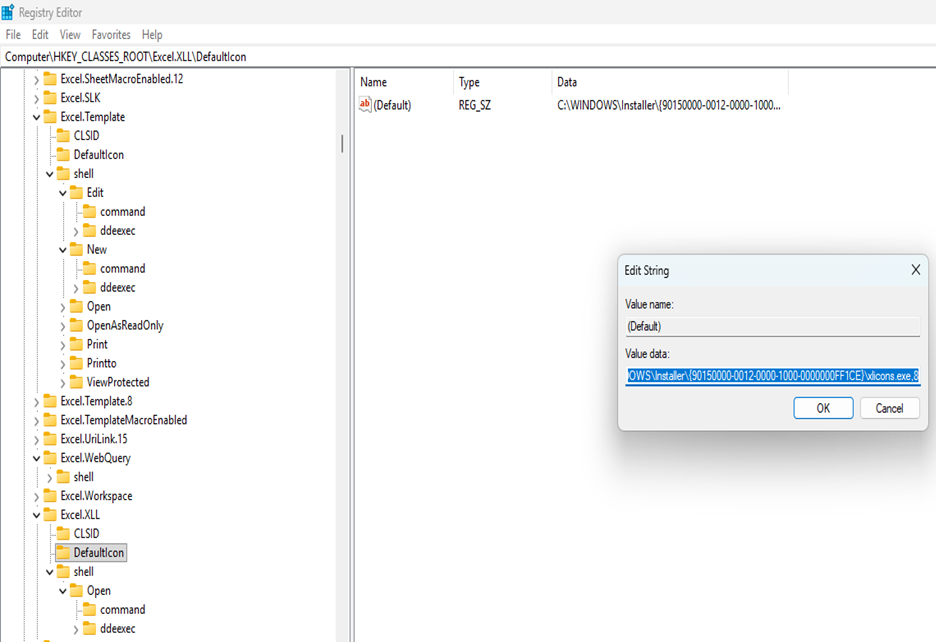 Registry Editor
File Edit View Favorites Help
Computer\HKEY_CLASSES_ROOT\Excel.XLL\DefaultIcon
Excel.SheetMacroEnabled.12
Excel.SLK
Excel.Template
CLSID
DefaultIcon
shell
Edit
command
ddeexec
New
command
ddeexec
Open
OpenAsReadOnly
Print
Printto
ViewProtected
Excel.Template.8
Excel.TemplateMacroEnabled
Excel.UriLink.15
Excel.WebQuery
shell
Excel.Workspace
Excel.XLL
CLSID
DefaultIcon
shell
Open
command
ddeexec
Name Type Data
ab (Default) REG_SZ C:\WINDOWS\Installer\{90150000-0012-0000-1000...
Edit String
Value name:
(Default)
Value data:
OWS\Installer\{90150000-0012-0000-1000-0000000FF1CE}\xlicons.exe,8
OK Cancel